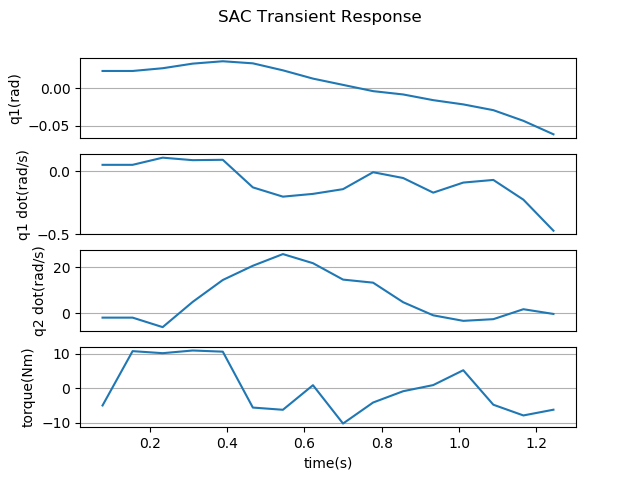 SAC Transient Response
q1(rad)
0.00
−0.05
q1 dot(rad/s)
0.0
−0.5
q2 dot(rad/s)
20
0
torque(Nm)
10
0
−10
0.2 0.4 0.6 0.8 1.0 1.2
time(s)